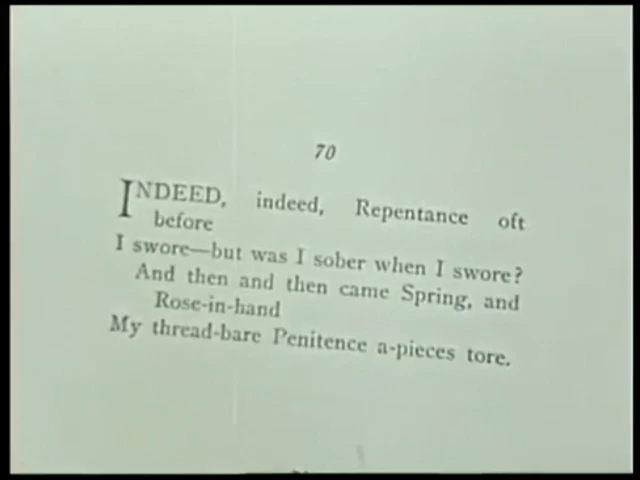 70
INDEED, indeed, Repentance oft
before
I swore—but was I sober when I swore?
And then and then came Spring, and
Rose-in-hand
My thread-bare Penitence a-pieces tore.